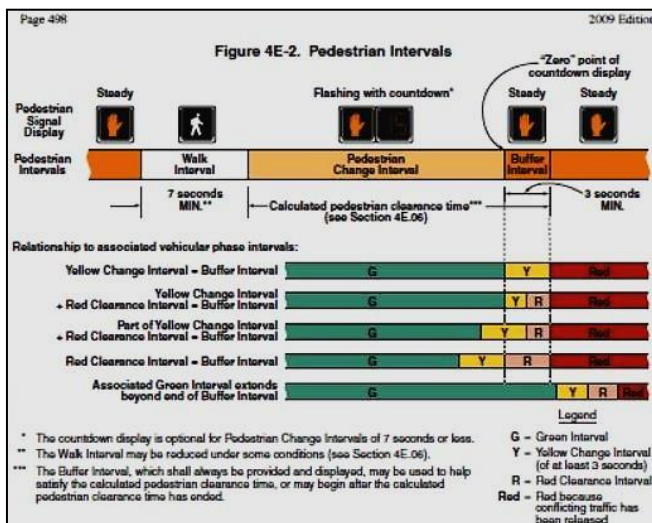 Page 498 2009 Edition
Figure 4E-2. Pedestrian Intervals
"Zero" point of
countdown display
Steady Flashing with countdown* Steady Steady
Pedestrian
Signal
Display
15
Pedestrian
Intervals
Walk
Interval
Pedestrian
Change Interval
Buffer
Interval
7 seconds
MIN.**
Calculated pedestrian clearance time***
(see Section 4E.06)
3 seconds
MIN.
Relationship to associated vehicular phase intervals:
Yellow Change Interval = Buffer Interval G Y Red
Yellow Change Interval
+ Red Clearance Interval = Buffer Interval G Y R Red
Part of Yellow Change Interval
+ Red Clearance Interval = Buffer Interval G Y R Red
Red Clearance Interval = Buffer Interval G Y R Red
Associated Green Interval extends
beyond end of Buffer Interval G Y R Red
* The countdown display is optional for Pedestrian Change Intervals of 7 seconds or less.
** The Walk Interval may be reduced under some conditions (see Section 4E.06).
*** The Buffer Interval, which shall always be provided and displayed, may be used to help
satisfy the calculated pedestrian clearance time, or may begin after the calculated
pedestrian clearance time has ended.
Legend
G = Green Interval
Y = Yellow Change Interval
(of at least 3 seconds)
R = Red Clearance Interval
Red = Red because
conflicting traffic has
been released